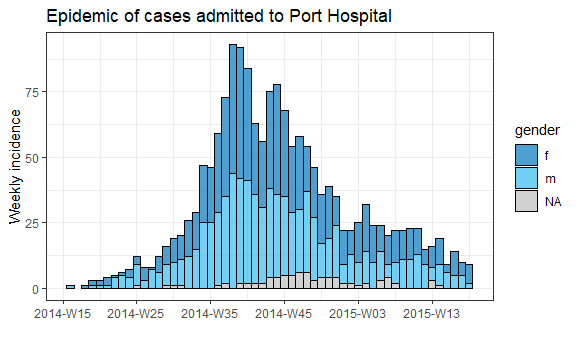 Epidemic of cases admitted to Port Hospital
Weekly incidence
75
50
25
0
2014-W15 2014-W25 2014-W35 2014-W45 2015-W03 2015-W13
gender
f
m
NA